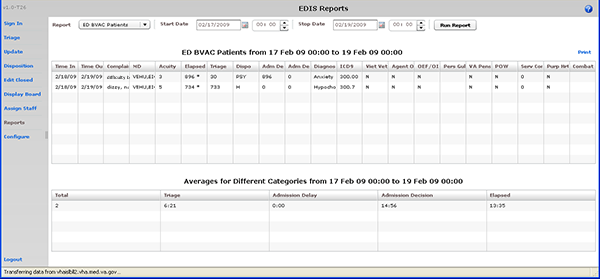 v1.0-T26 EDIS Reports
Sign In
Report ED BVAC Patients Start Date 02/17/2009 00: 00 Stop Date 02/19/2009 00: 00 Run Report
Triage
Update
ED BVAC Patients from 17 Feb 09 00:00 to 19 Feb 09 00:00 Print
Disposition
Time In Time Ou Complain MD Acuity Elapsed Triage Dispo Adm De Adm De Diagnos ICD9 Viet Vet Agent O OEF/OI Pers Gul VA Pens POW Serv Con Purp Hrt Combat
Edit Closed
2/18/09 2/19/09 difficulty b VEHU,EI 3 896 * 30 PSY 896 0 Anxiety 300.00 N N N N N N N
2/18/09 2/19/09 dizzy, na VEHU,EI 5 734 * 733 H 0 0 Hypocho 300.7 N N N N N N N
Display Board
Assign Staff
Reports
Configure
Averages for Different Categories from 17 Feb 09 00:00 to 19 Feb 09 00:00
Total Triage Admission Delay Admission Decision Elapsed
2 6:21 0:00 14:56 13:35
Logout
Transferring data from vhaislbll2.vha.med.va.gov...